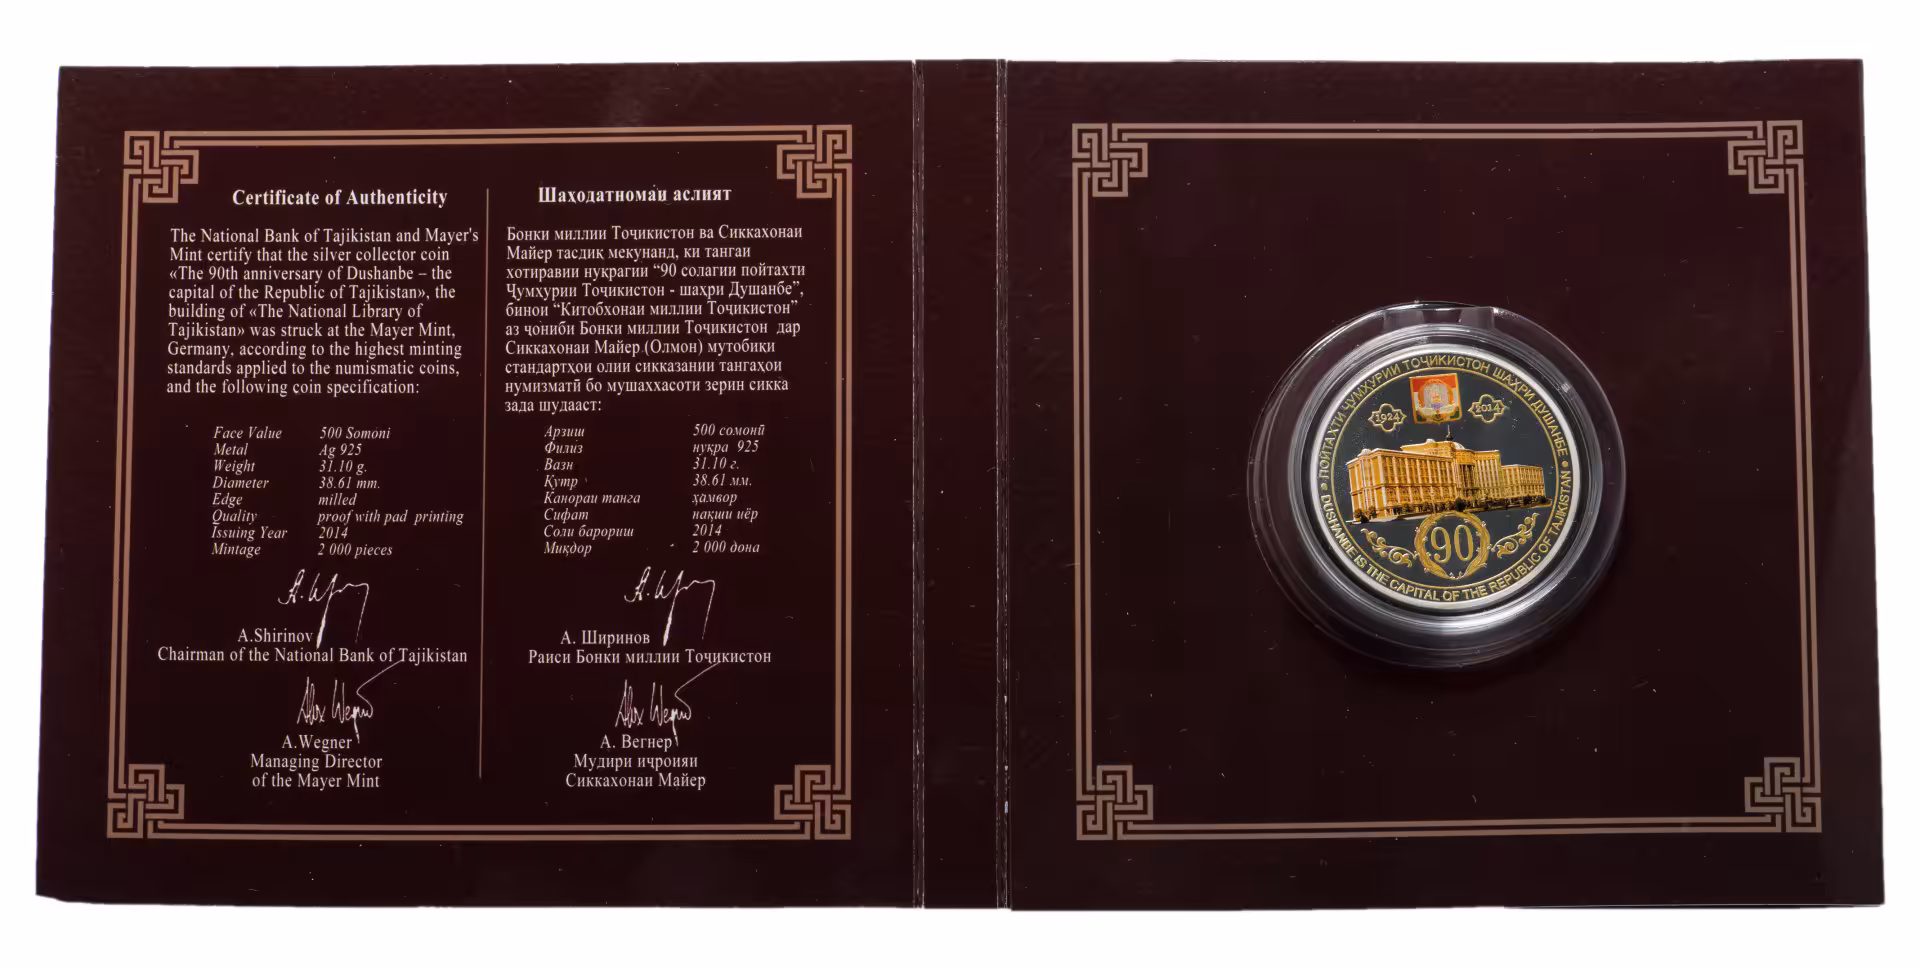 Certificate of Authenticity
The National Bank of Tajikistan and Mayer's
Mint certify that the silver collector coin
«The 90th anniversary of Dushanbe – the
capital of the Republic of Tajikistan», the
building of «The National Library of
Tajikistan» was struck at the Mayer Mint,
Germany, according to the highest minting
standards applied to the numismatic coins,
and the following coin specification:
Face Value 500 Somoni
Metal Ag 925
Weight 31.10 g.
Diameter 38.61 mm.
Edge milled
Quality proof with pad printing
Issuing Year 2014
Mintage 2 000 pieces
A.Shirinov
Chairman of the National Bank of Tajikistan
Alex Wegner
A.Wegner
Managing Director
of the Mayer Mint
Шаҳодатномаи аслият
Бонки миллии Тоҷикистон ва Сиккахонаи
Майер тасдиқ мекунанд, ки тангаи
хотиравии нуқрагии “90 солагии пойтахти
Ҷумҳурии Тоҷикистон - шаҳри Душанбе”,
бинои “Китобхонаи миллии Тоҷикистон”
аз ҷониби Бонки миллии Тоҷикистон дар
Сиккахонаи Майер (Олмон) мутобиқи
стандартҳои олии сикказании тангаҳои
нумизматӣ бо мушаххасоти зерин сикка
зада шудааст:
Арзиш 500 сомонӣ
Филиз нуқра 925
Вазн 31.10 г.
Қутр 38.61 мм.
Канораи танга ҳамвор
Сифат нақши нёр
Соли барориш 2014
Миқдор 2 000 дона
А. Ширинов
Раиси Бонки миллии Тоҷикистон
Alex Wegner
А. Вегнер
Мудири иҷроияи
Сиккахонаи Майер
ПОЙТАХТИ ҶУМҲУРИИ ТОҶИКИСТОН ШАҲРИ ДУШАНБЕ
1924
2014
90
DUSHANBE IS THE CAPITAL OF THE REPUBLIC OF TAJIKISTAN